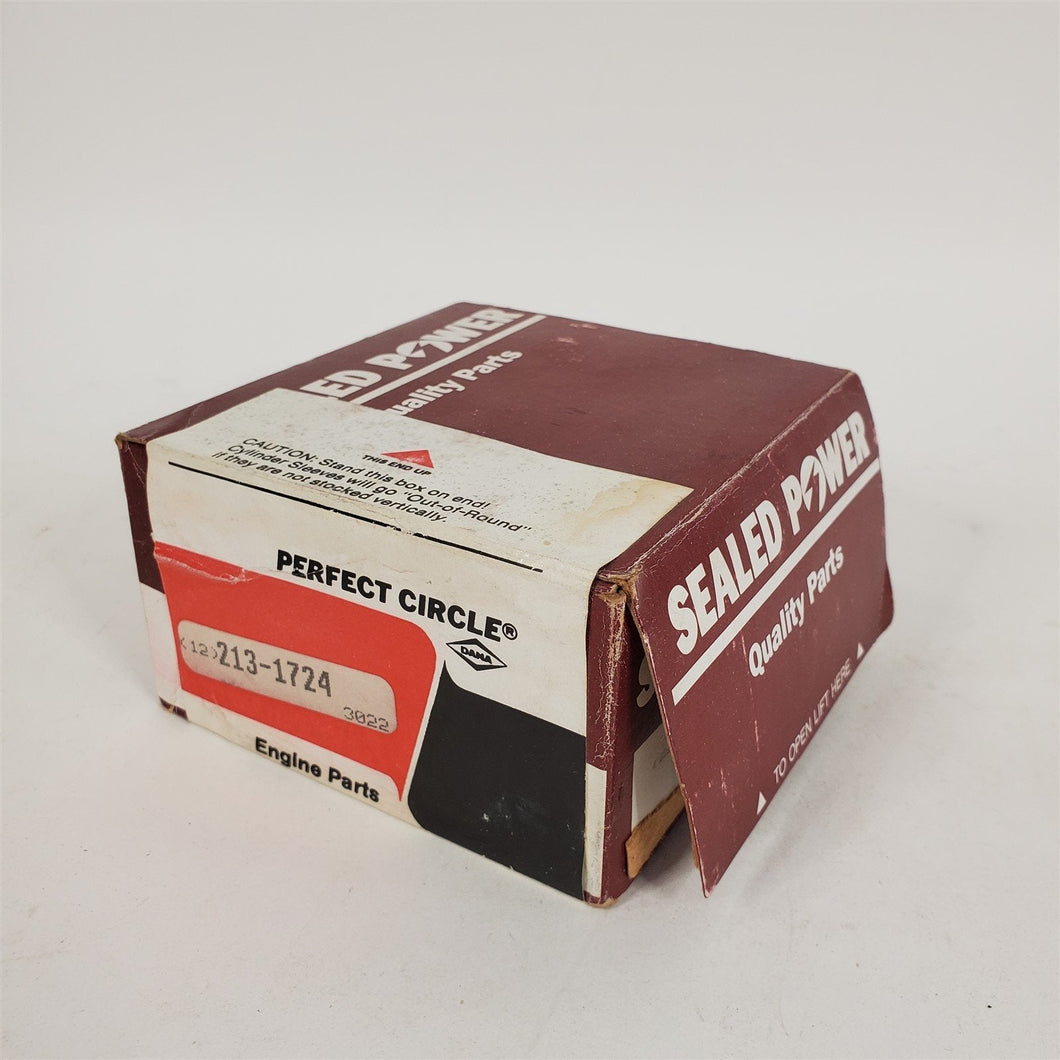 ED POWER
uality Parts
THIS END UP
CAUTION: Stand this box on end!
Cylinder Sleeves will go "Out-of-Round"
if they are not stocked vertically.
PERFECT CIRCLE®
DANA
(12)213-1724
3022
Engine Parts
SEALED POWER
Quality Parts
TO OPEN LIFT HERE